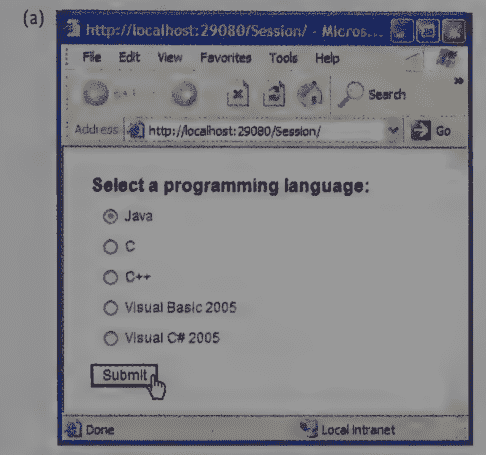 (a)
http://localhost:29080/Session/ - Micros...
File Edit View Favorites Tools Help
Search
Address http://localhost:29080/Session/ Go
Select a programming language:
Java
C
C++
Visual Basic 2005
Visual C# 2005
Submit
Done Local intranet